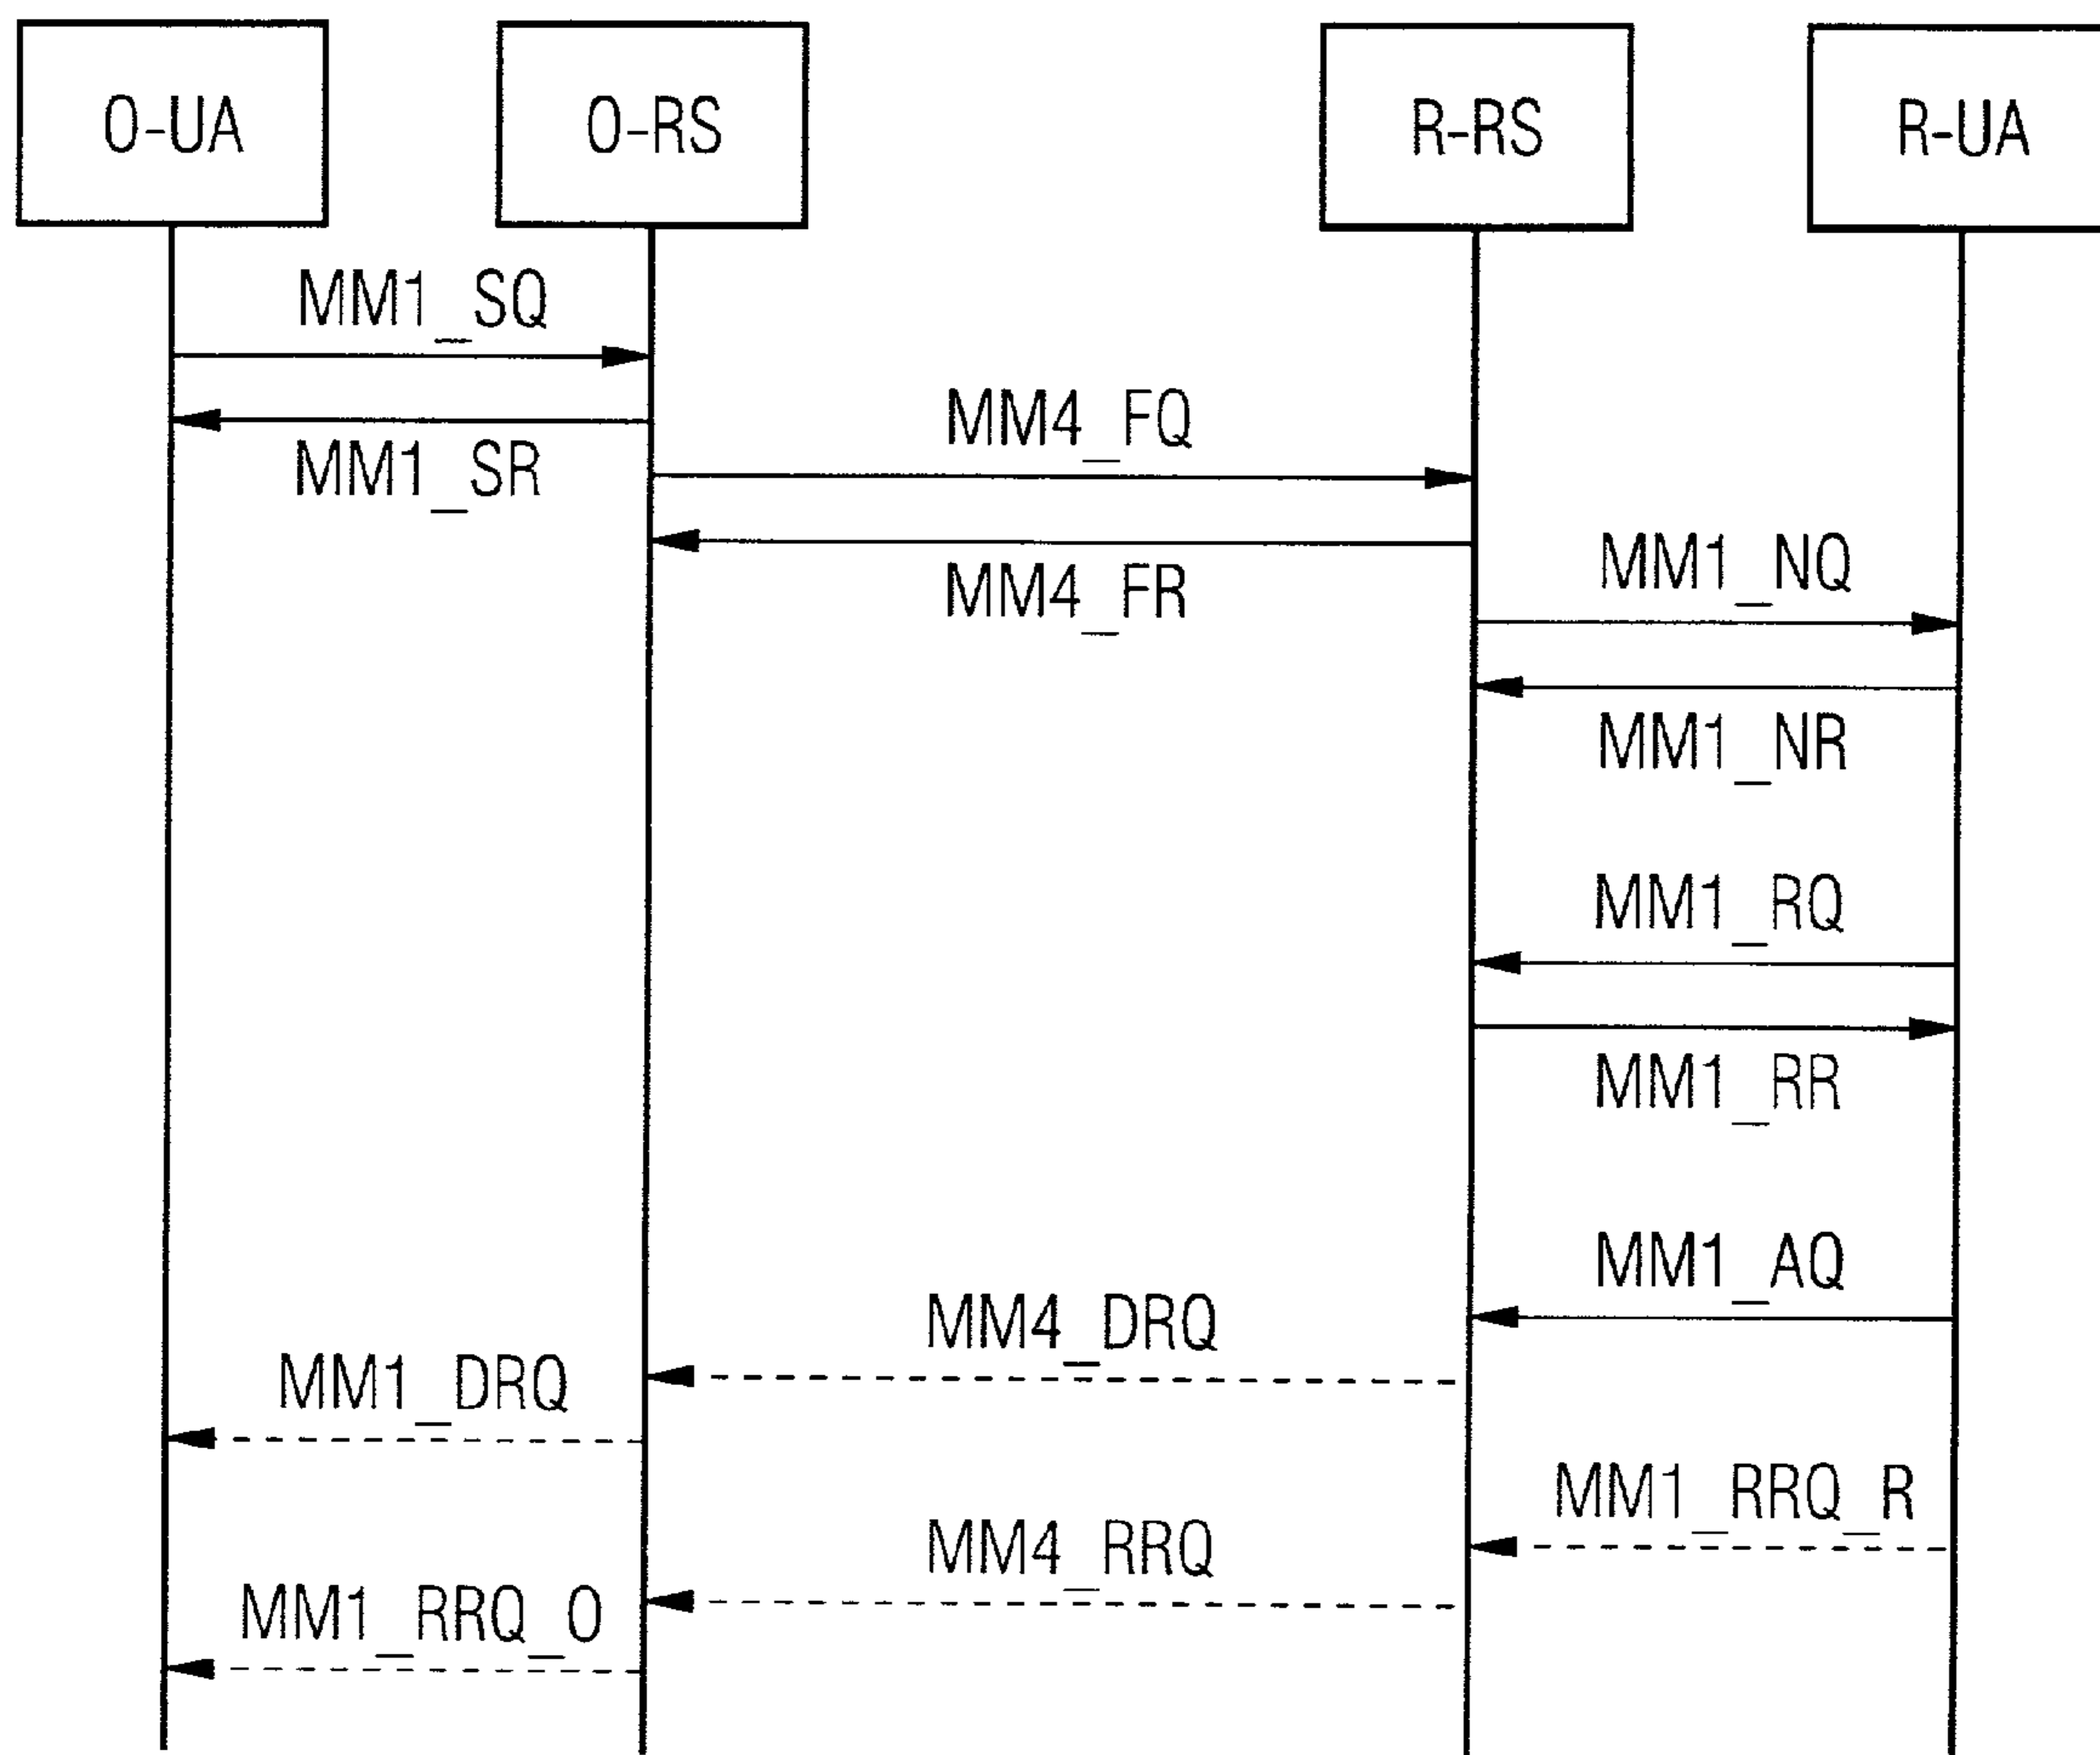 O-UA
O-RS
R-RS
R-UA
MM1_SQ
MM1_SR
MM4_FQ
MM4_FR
MM1_NQ
MM1_NR
MM1_RQ
MM1_RR
MM1_AQ
MM4_DRQ
MM1_DRQ
MM1_RRQ_R
MM4_RRQ
MM1_RRQ_O